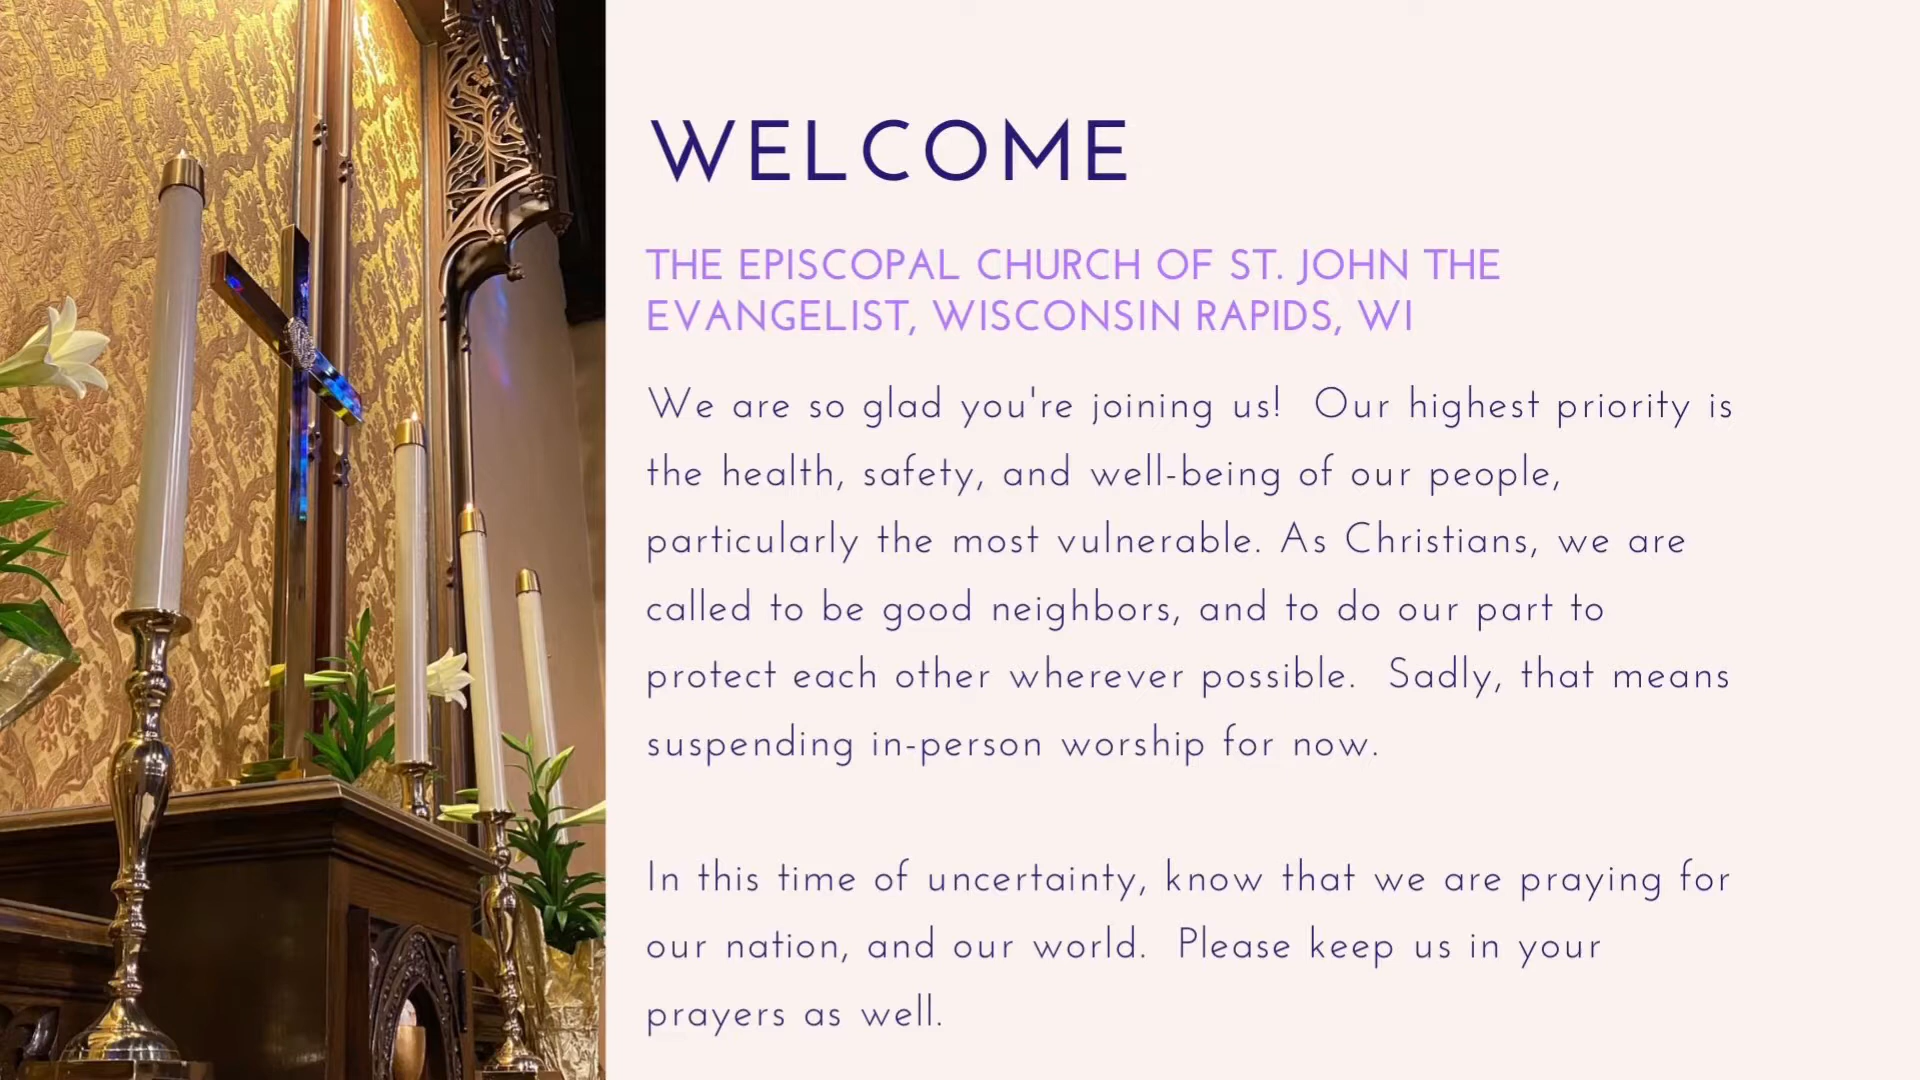 WELCOME
THE EPISCOPAL CHURCH OF ST. JOHN THE
EVANGELIST, WISCONSIN RAPIDS, WI
We are so glad you're joining us!  Our highest priority is
the health, safety, and well-being of our people,
particularly the most vulnerable. As Christians, we are
called to be good neighbors, and to do our part to
protect each other wherever possible.  Sadly, that means
suspending in-person worship for now.
In this time of uncertainty, know that we are praying for
our nation, and our world.  Please keep us in your
prayers as well.